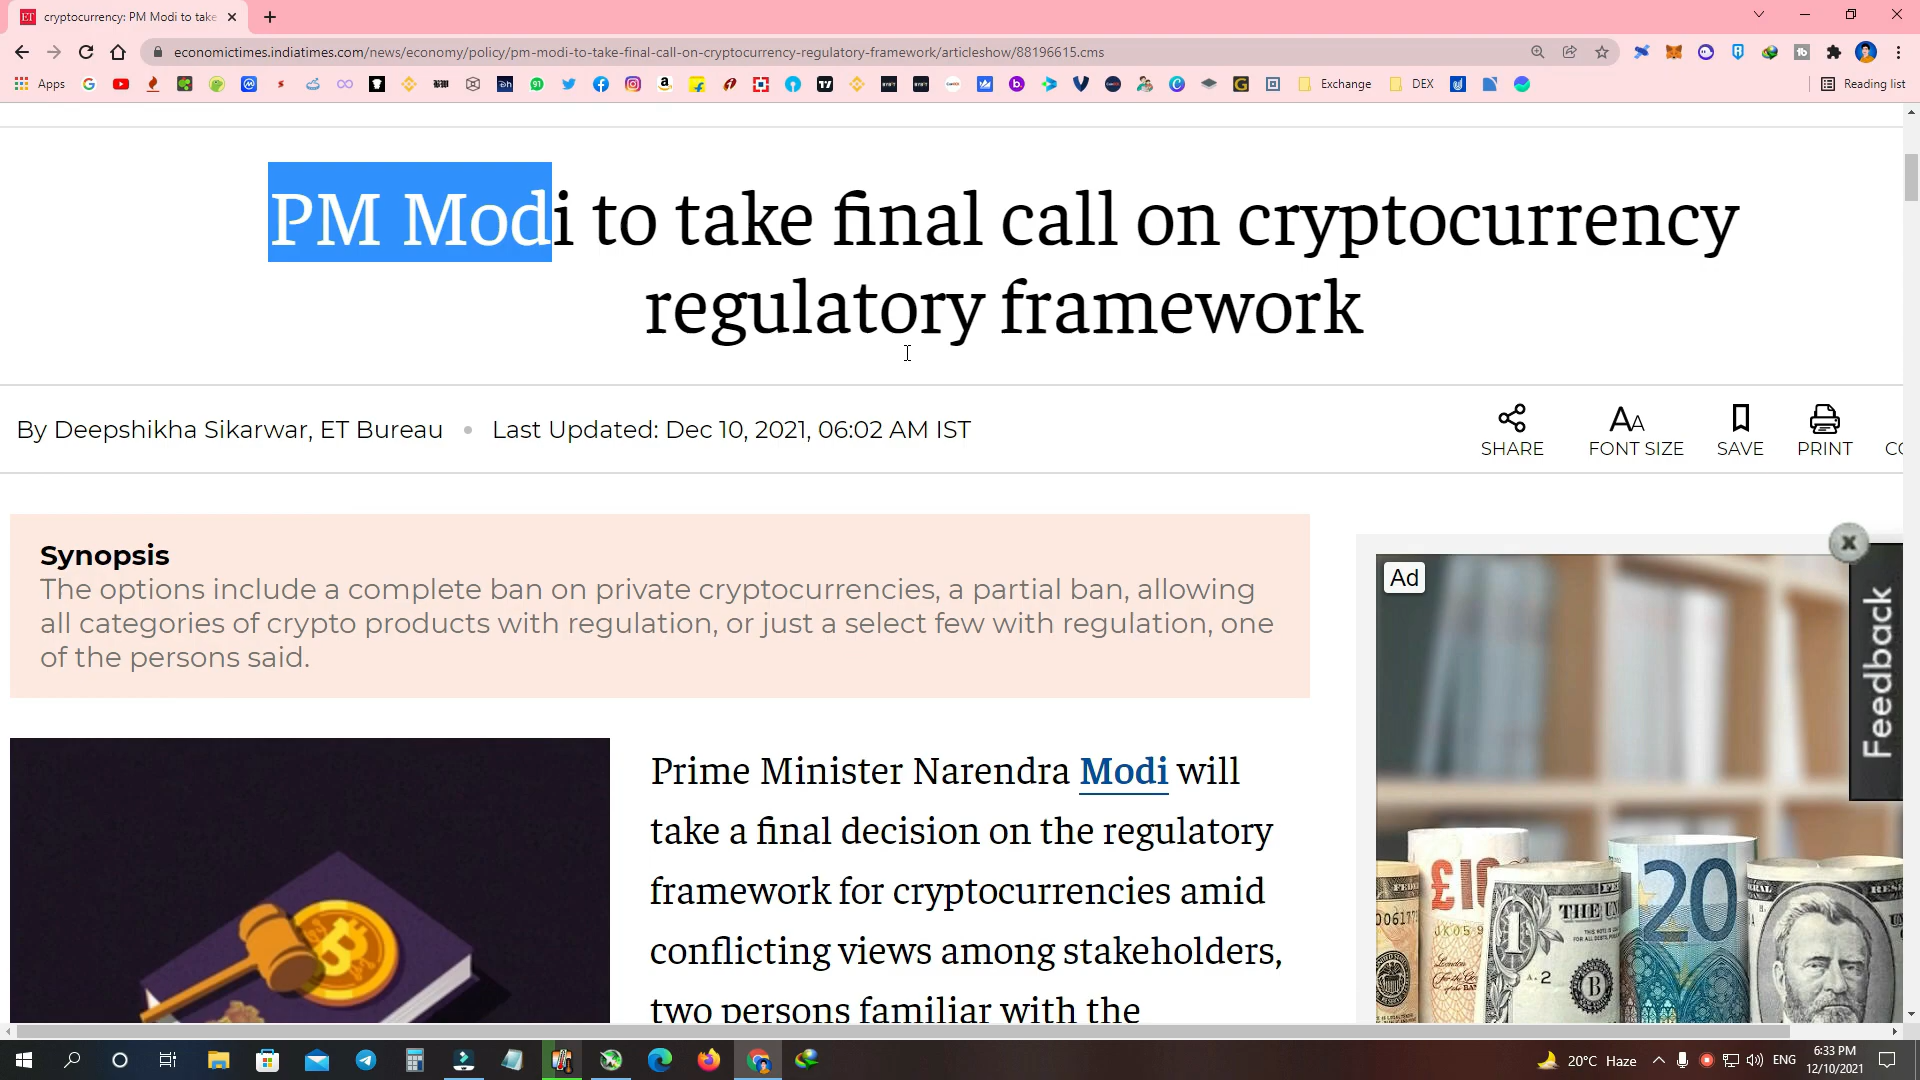 cryptocurrency: PM Modi to take
economictimes.indiatimes.com/news/economy/policy/pm-modi-to-take-final-call-on-cryptocurrency-regulatory-framework/articleshow/88196615.cms
Apps
Exchange
DEX
Reading list
PM Modi to take final call on cryptocurrency
regulatory framework
By Deepshikha Sikarwar, ET Bureau • Last Updated: Dec 10, 2021, 06:02 AM IST
SHARE
FONT SIZE
SAVE
PRINT
Synopsis
The options include a complete ban on private cryptocurrencies, a partial ban, allowing
all categories of crypto products with regulation, or just a select few with regulation, one
of the persons said.
Ad
Feedback
Prime Minister Narendra Modi will
take a final decision on the regulatory
framework for cryptocurrencies amid
conflicting views among stakeholders,
two persons familiar with the
20
20°C Haze
ENG
6:33 PM
12/10/2021